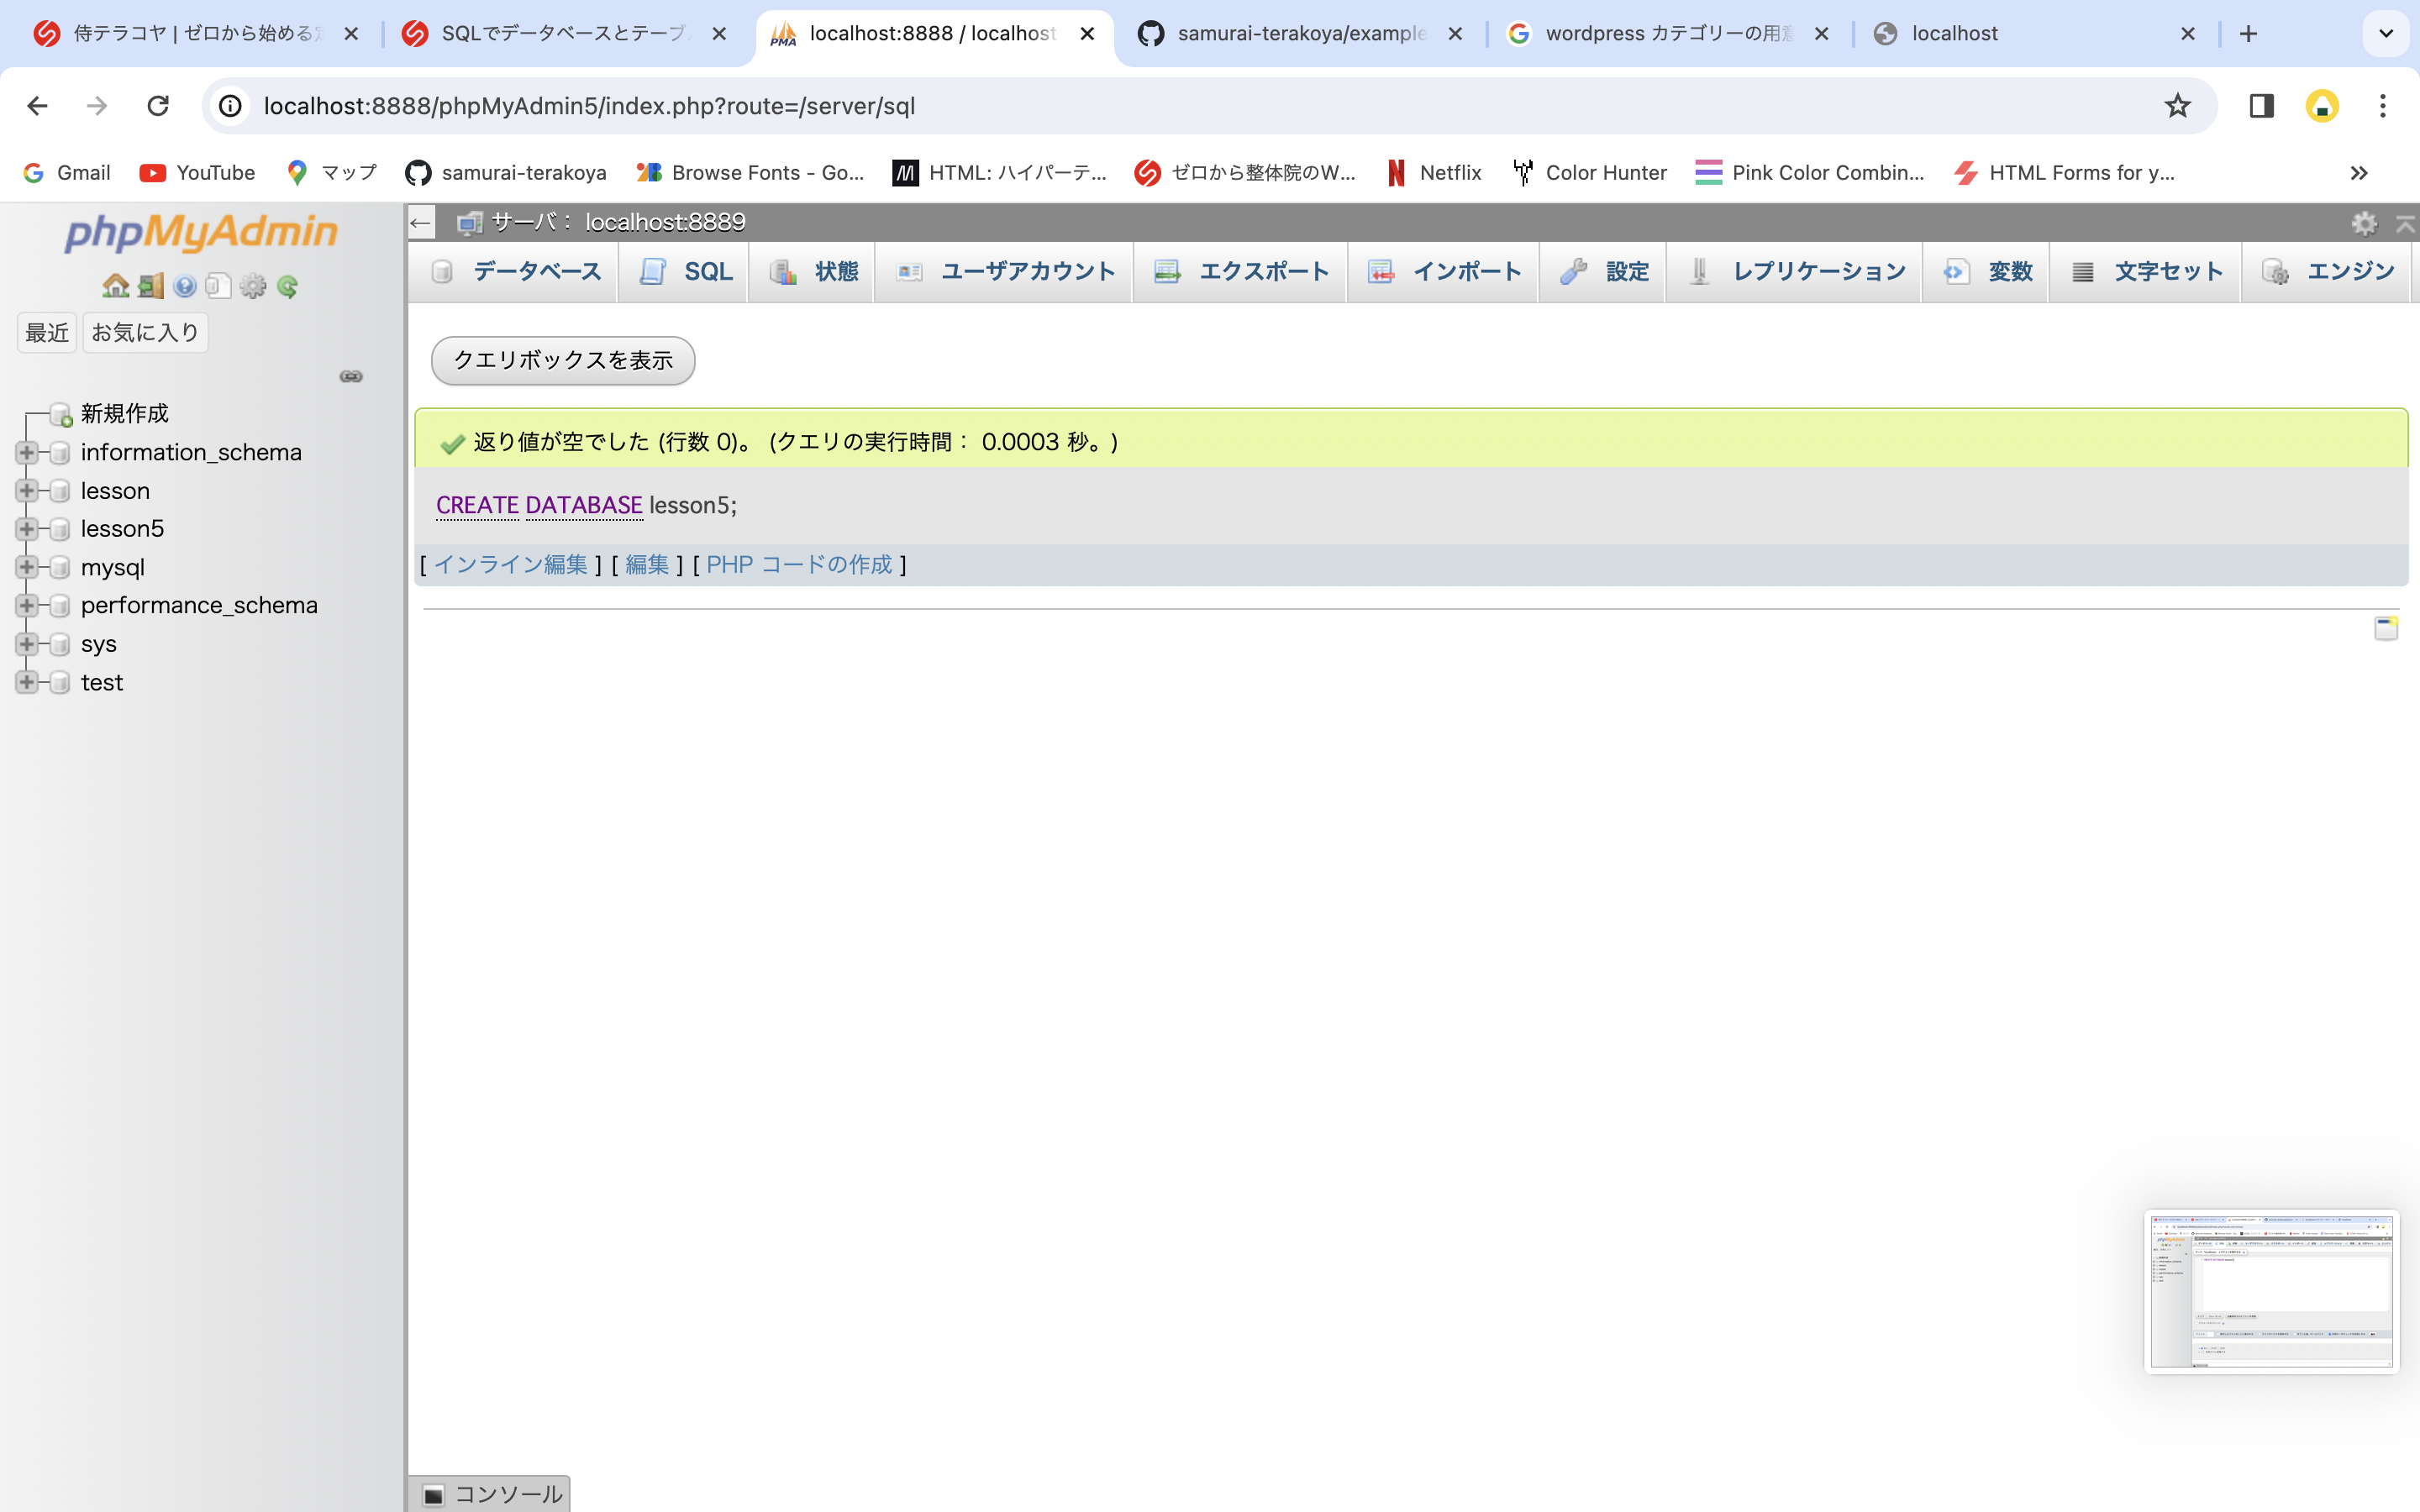 侍テラコヤ | ゼロから始める
SQLでデータベースとテーブ
localhost:8888 / localhost
samurai-terakoya/example
wordpress カテゴリーの用意
localhost
localhost:8888/phpMyAdmin5/index.php?route=/server/sql
Gmail
YouTube
マップ
samurai-terakoya
Browse Fonts - Go...
HTML: ハイパーテ...
ゼロから整体院のW...
Netflix
Color Hunter
Pink Color Combin...
HTML Forms for y...
phpMyAdmin
最近
お気に入り
新規作成
information_schema
lesson
lesson5
mysql
performance_schema
sys
test
サーバ： localhost:8889
データベース
SQL
状態
ユーザアカウント
エクスポート
インポート
設定
レプリケーション
変数
文字セット
エンジン
クエリボックスを表示
返り値が空でした (行数 0)。 (クエリの実行時間： 0.0003 秒。)
CREATE DATABASE lesson5;
[ インライン編集 ] [ 編集 ] [ PHP コードの作成 ]
コンソール